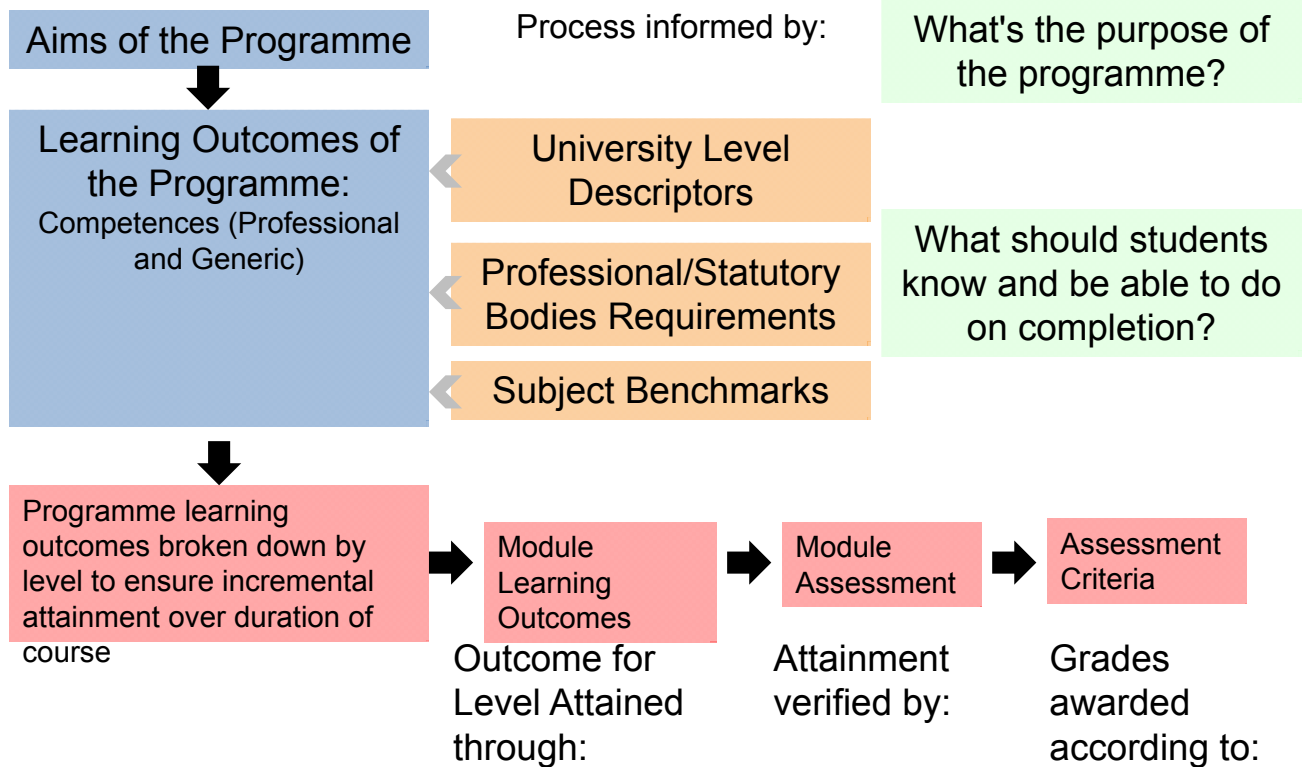 Aims of the Programme
Process informed by:
What's the purpose of
the programme?
Learning Outcomes of
the Programme:
Competences (Professional
and Generic)
University Level
Descriptors
Professional/Statutory
Bodies Requirements
Subject Benchmarks
What should students
know and be able to do
on completion?
Programme learning
outcomes broken down by
level to ensure incremental
attainment over duration of
course
Module
Learning
Outcomes
Module
Assessment
Assessment
Criteria
Outcome for
Level Attained
through:
Attainment
verified by:
Grades
awarded
according to: